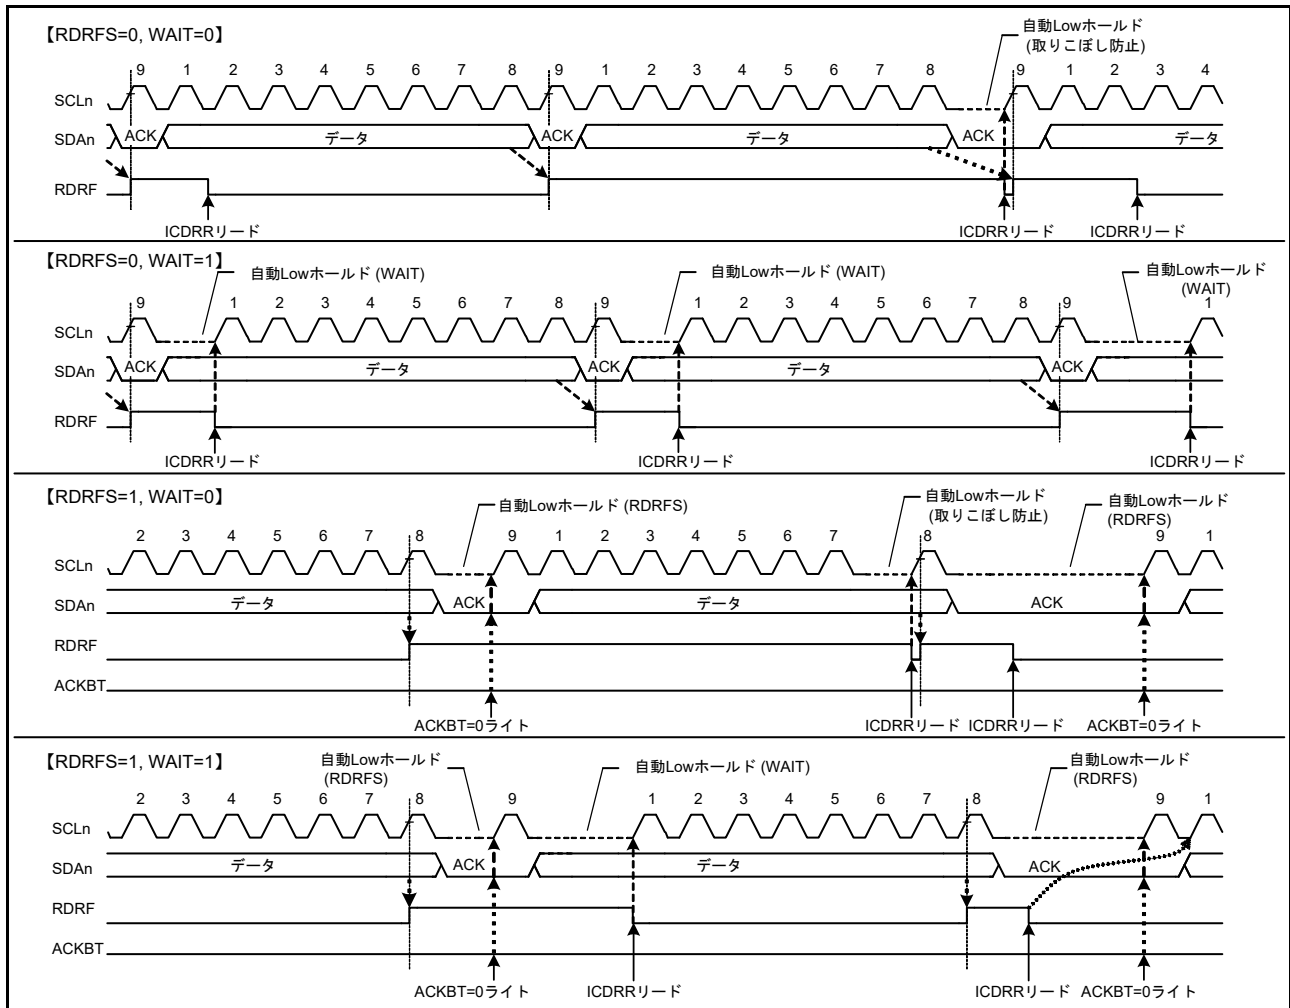 【RDRFS=0, WAIT=0】
自動Lowホールド
(取りこぼし防止)
9 1 2 3 4 5 6 7 8 9 1 2 3 4 5 6 7 8 9 1 2 3 4
SCLn
SDAn ACK データ ACK データ ACK データ
RDRF
ICDRRリード ICDRRリード ICDRRリード
【RDRFS=0, WAIT=1】
自動Lowホールド (WAIT) 自動Lowホールド (WAIT) 自動Lowホールド
(WAIT)
9 1 2 3 4 5 6 7 8 9 1 2 3 4 5 6 7 8 9 1
SCLn
SDAn ACK データ ACK データ ACK
RDRF
ICDRRリード ICDRRリード ICDRRリード
【RDRFS=1, WAIT=0】
自動Lowホールド (RDRFS) 自動Lowホールド
(取りこぼし防止)
自動Lowホールド
(RDRFS)
2 3 4 5 6 7 8 9 1 2 3 4 5 6 7 8 9 1
SCLn
SDAn データ ACK データ ACK
RDRF
ACKBT
ACKBT=0ライト ICDRRリード ICDRRリード ACKBT=0ライト
【RDRFS=1, WAIT=1】
自動Lowホールド
(RDRFS)
自動Lowホールド (WAIT)
自動Lowホールド
(RDRFS)
2 3 4 5 6 7 8 9 1 2 3 4 5 6 7 8 9 1
SCLn
SDAn データ ACK データ ACK
RDRF
ACKBT
ACKBT=0ライト ICDRRリード ICDRRリード ACKBT=0ライト